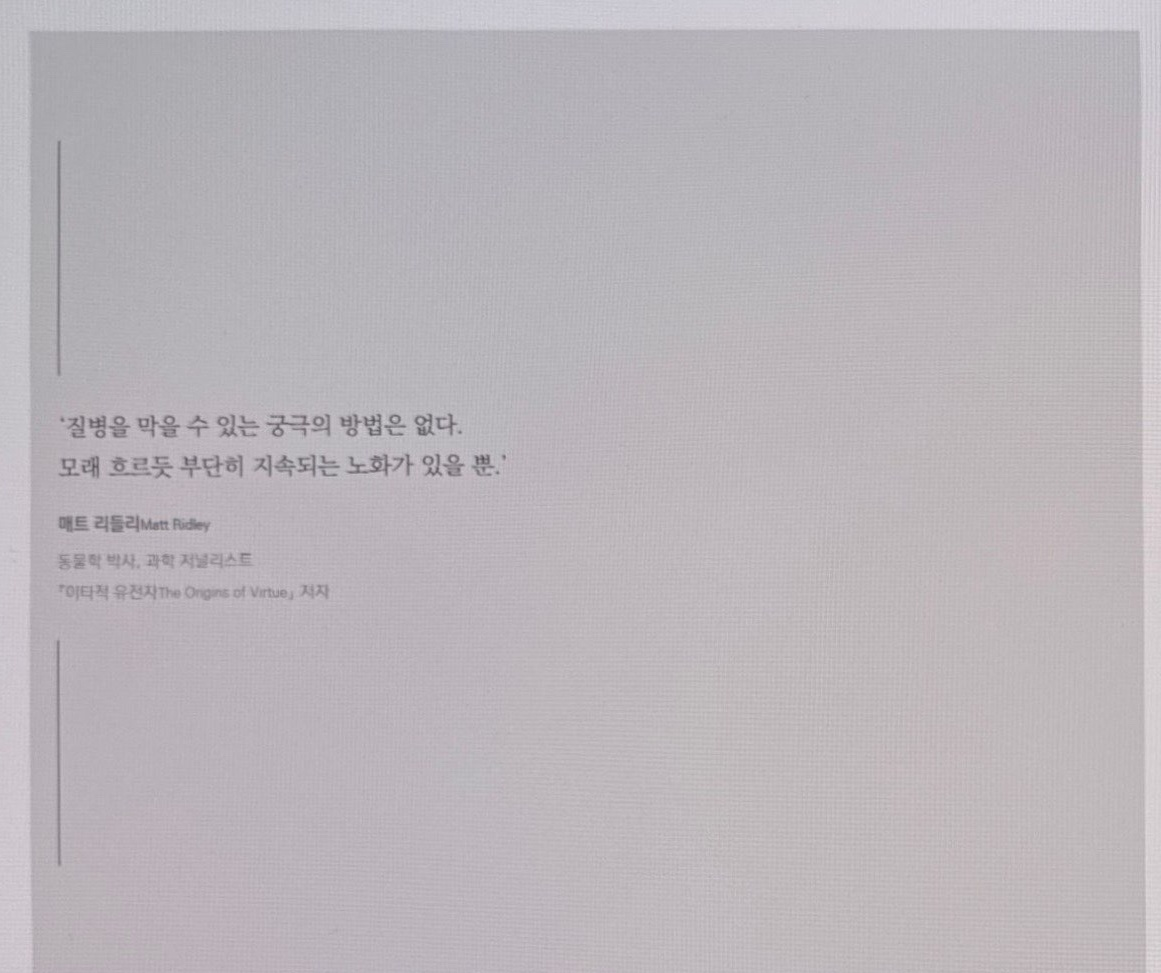 ‘질병을 막을 수 있는 궁극의 방법은 없다.
모래 흐르듯 부단히 지속되는 노화가 있을 뿐.’
매트 리들리Matt Ridley
동물학 박사, 과학 저널리스트
『이타적 유전자The Origins of Virtue』 저자